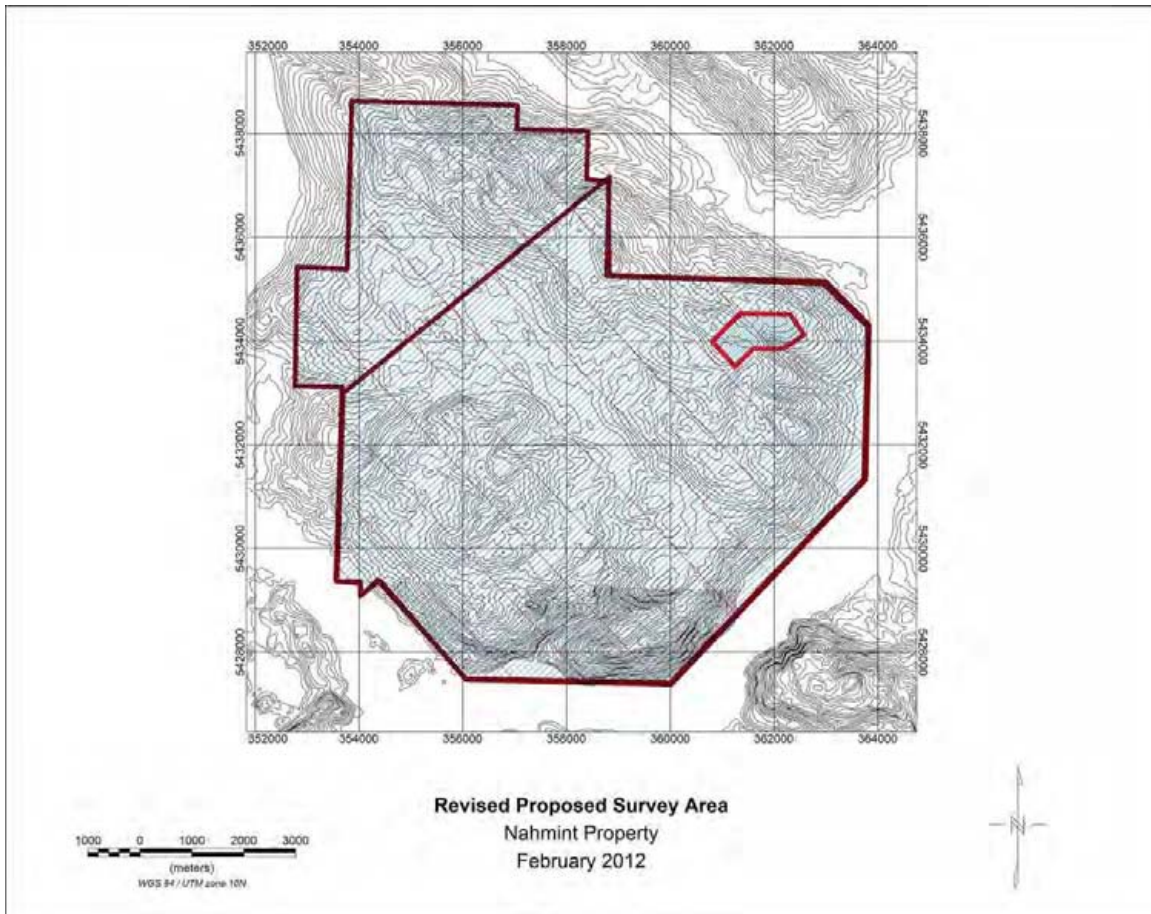 352000 354000 356000 358000 360000 362000 364000
5438000 5438000
5436000 5436000
5434000 5434000
5432000 5432000
5430000 5430000
5428000 5428000
352000 354000 356000 358000 360000 362000 364000
Revised Proposed Survey Area
Nahmint Property
February 2012
1000 0 1000 2000 3000
(meters)
WGS 84 / UTM zone 10N
N